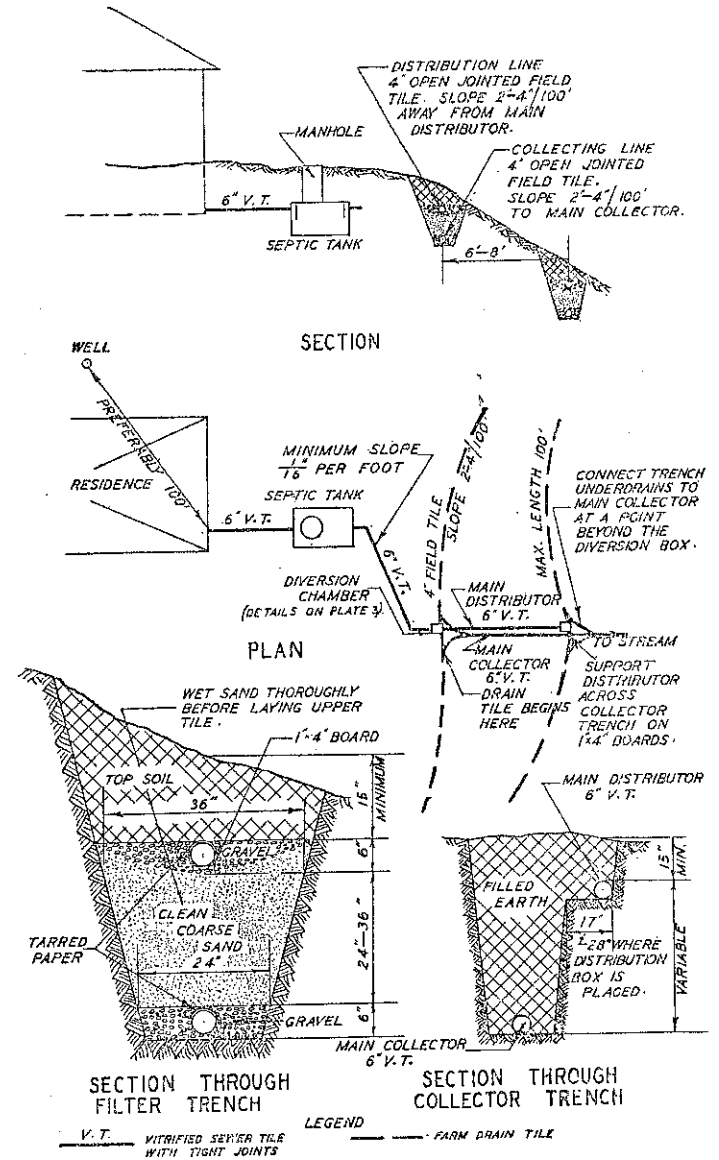 DISTRIBUTION LINE
4" OPEN JOINTED FIELD
TILE. SLOPE 2"-4"/100'
AWAY FROM MAIN
DISTRIBUTOR.
MANHOLE
COLLECTING LINE
4" OPEN JOINTED
FIELD TILE.
SLOPE 2"-4"/100'
TO MAIN COLLECTOR.
6" V.T.
SEPTIC TANK
6'-8'
SECTION
WELL
PREFERABLY 100'
RESIDENCE
MINIMUM SLOPE
1/16" PER FOOT
SEPTIC TANK
6" V.T.
6" V.T.
4" FIELD TILE
SLOPE 2"-4"/100'
MAX. LENGTH 100'
CONNECT TRENCH
UNDERDRAINS TO
MAIN COLLECTOR
AT A POINT
BEYOND THE
DIVERSION BOX.
DIVERSION
CHAMBER
(DETAILS ON PLATE 3)
MAIN
DISTRIBUTOR
6" V.T.
MAIN
COLLECTOR
6" V.T.
DRAIN
TILE BEGINS
HERE
TO STREAM
SUPPORT
DISTRIBUTOR
ACROSS
COLLECTOR
TRENCH ON
1"x4" BOARDS.
PLAN
WET SAND THOROUGHLY
BEFORE LAYING UPPER
TILE.
1"-4" BOARD
TOP SOIL
36"
15"
MINIMUM
GRAVEL
6"
CLEAN
COARSE
SAND
24"-36"
TARRED
PAPER
24"
GRAVEL
6"
MAIN DISTRIBUTOR
6" V.T.
15"
MIN.
FILLED
EARTH
17"
28" WHERE
DISTRIBUTION
BOX IS
PLACED.
VARIABLE
MAIN COLLECTOR
6" V.T.
SECTION THROUGH
FILTER TRENCH
SECTION THROUGH
COLLECTOR TRENCH
LEGEND
V.T. VITRIFIED SEWER TILE
WITH TIGHT JOINTS
FARM DRAIN TILE